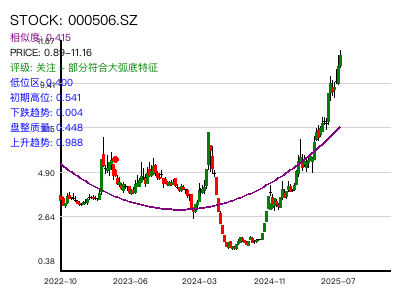 STOCK: 000506.SZ
相似度: 0.415
PRICE: 0.89-11.16
评级: 关注 - 部分符合大弧底特征
低位区: 0.400
初期高位: 0.541
下跌趋势: 0.004
盘整质量: 0.448
上升趋势: 0.988
4.90
2.64
0.38
2022-10
2023-06
2024-03
2024-11
2025-07